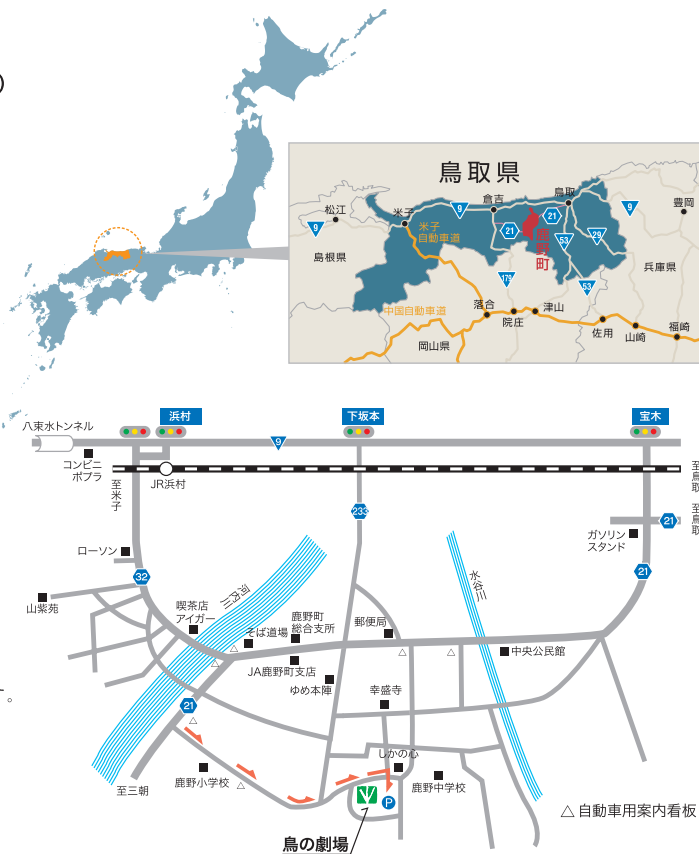 )
鳥取県
鳥取
倉吉
豊岡
松江
米子
9
9
21
21
9
米子
自動車道
鹿野町
53
29
島根県
兵庫県
179
53
中国自動車道
落合
津山
院庄
福崎
佐用
山崎
岡山県
浜村
下坂本
宝木
八束水トンネル
9
コンビニ
ポプラ
JR浜村
至米子
至鳥取
至鳥取
233
21
ガソリン
スタンド
ローソン
32
21
河内川
水谷川
山紫苑
喫茶店
アイガー
鹿野町
総合支所
郵便局
そば道場
中央公民館
JA鹿野町支店
ゆめ本陣
す。
幸盛寺
21
しかの心
鹿野小学校
鹿野中学校
至三朝
P
△自動車用案内看板
鳥の劇場